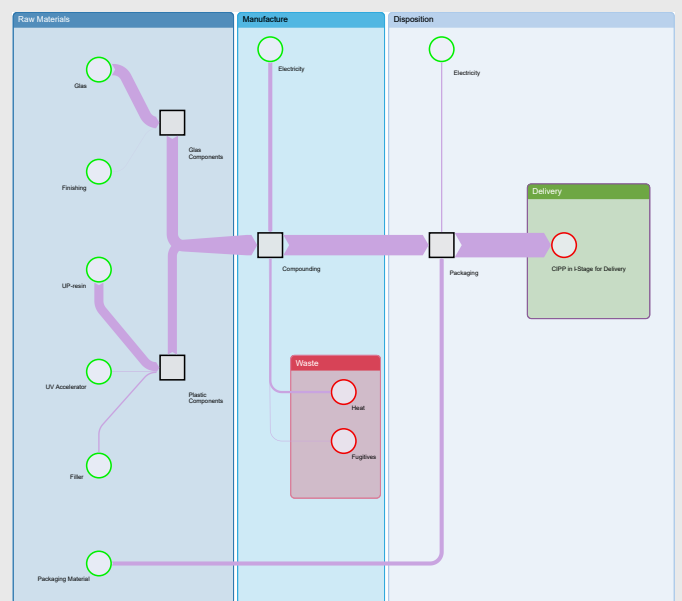 Raw Materials
Manufacture
Disposition
Electricity
Electricity
Glas
Glas
Components
Finishing
Delivery
Compounding
Packaging
CIPP in I-Stage for Delivery
UP-resin
Waste
UV Accelerator
Plastic
Components
Heat
Fugitives
Filler
Packaging Material